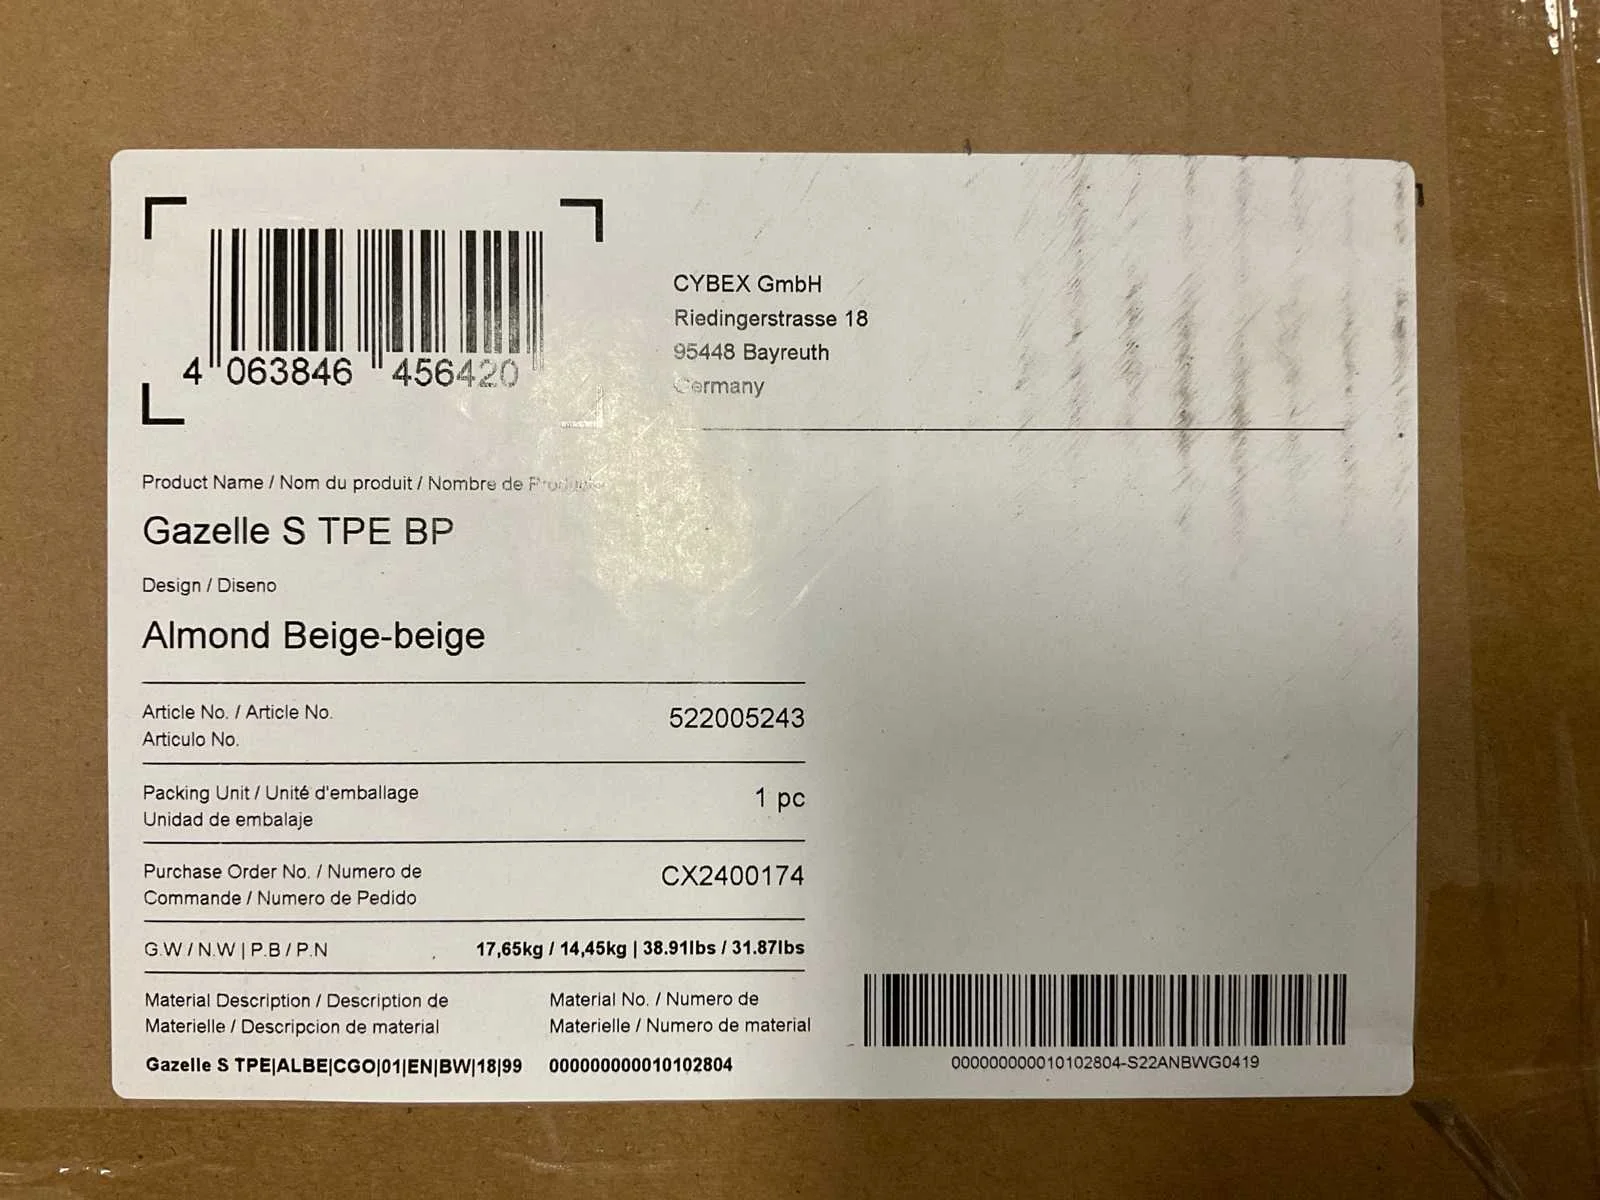 4 063846 456420
CYBEX GmbH
Riedingerstrasse 18
95448 Bayreuth
Germany
Product Name / Nom du produit / Nombre de Producto
Gazelle S TPE BP
Design / Diseno
Almond Beige-beige
Article No. / Article No.
Articulo No.
522005243
Packing Unit / Unité d'emballage
Unidad de embalaje
1 pc
Purchase Order No. / Numero de
Commande / Numero de Pedido
CX2400174
G.W / N.W | P.B / P.N
17,65kg / 14,45kg | 38.91lbs / 31.87lbs
Material Description / Description de
Materielle / Descripcion de material
Gazelle S TPE|ALBE|CGO|01|EN|BW|18|99
Material No. / Numero de
Materielle / Numero de material
000000000010102804
000000000010102804-S22ANBWG0419